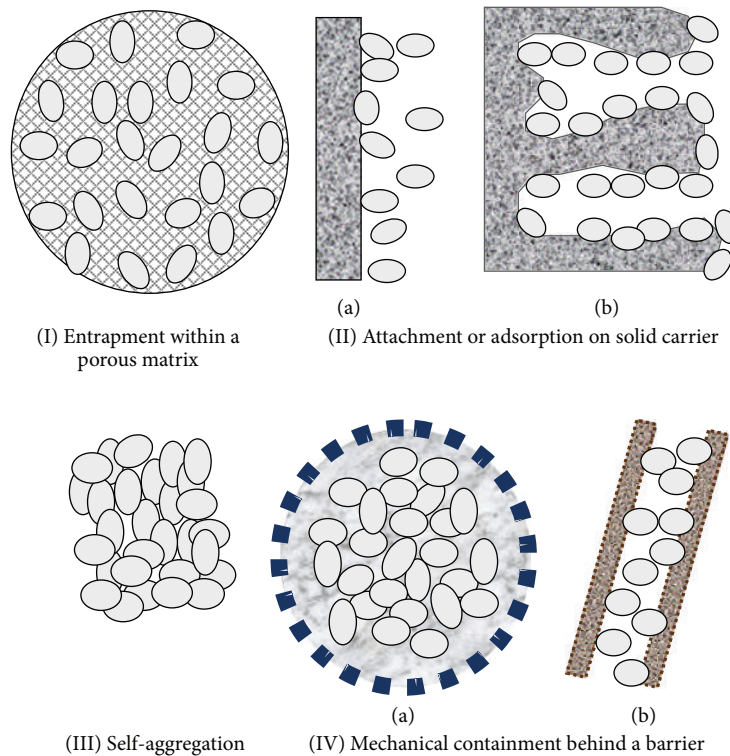 (a)
(b)
(I) Entrapment within a
porous matrix
(II) Attachment or adsorption on solid carrier
(a)
(b)
(III) Self-aggregation
(IV) Mechanical containment behind a barrier